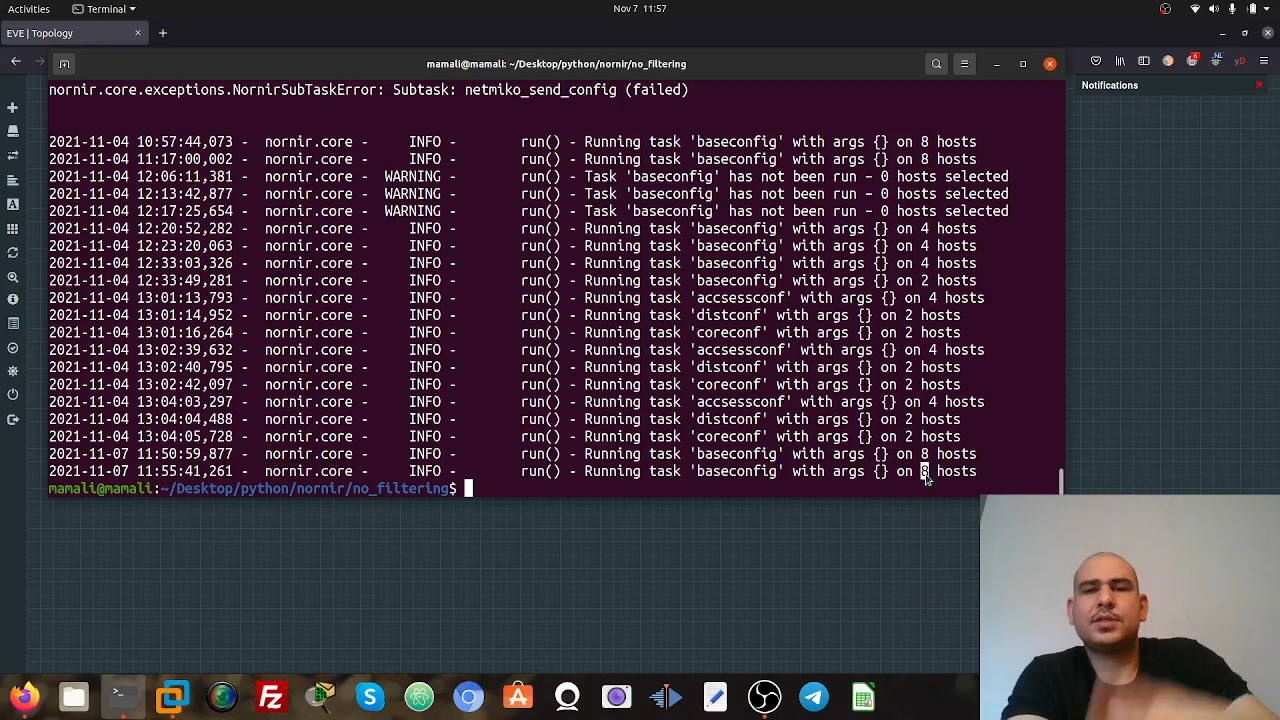 Activities
Terminal
Nov 7 11:57
EVE | Topology
mamali@mamali: ~/Desktop/python/nornir/no_filtering
Notifications
nornir.core.exceptions.NornirSubTaskError: Subtask: netmiko_send_config (failed)
2021-11-04 10:57:44,073 - nornir.core - INFO - run() - Running task 'baseconfig' with args {} on 8 hosts
2021-11-04 11:17:00,002 - nornir.core - INFO - run() - Running task 'baseconfig' with args {} on 8 hosts
2021-11-04 12:06:11,381 - nornir.core - WARNING - run() - Task 'baseconfig' has not been run – 0 hosts selected
2021-11-04 12:13:42,877 - nornir.core - WARNING - run() - Task 'baseconfig' has not been run – 0 hosts selected
2021-11-04 12:17:25,654 - nornir.core - WARNING - run() - Task 'baseconfig' has not been run – 0 hosts selected
2021-11-04 12:20:52,282 - nornir.core - INFO - run() - Running task 'baseconfig' with args {} on 4 hosts
2021-11-04 12:23:20,063 - nornir.core - INFO - run() - Running task 'baseconfig' with args {} on 4 hosts
2021-11-04 12:33:03,326 - nornir.core - INFO - run() - Running task 'baseconfig' with args {} on 4 hosts
2021-11-04 12:33:49,281 - nornir.core - INFO - run() - Running task 'baseconfig' with args {} on 2 hosts
2021-11-04 13:01:13,793 - nornir.core - INFO - run() - Running task 'accsessconf' with args {} on 4 hosts
2021-11-04 13:01:14,952 - nornir.core - INFO - run() - Running task 'distconf' with args {} on 2 hosts
2021-11-04 13:01:16,264 - nornir.core - INFO - run() - Running task 'coreconf' with args {} on 2 hosts
2021-11-04 13:02:39,632 - nornir.core - INFO - run() - Running task 'accsessconf' with args {} on 4 hosts
2021-11-04 13:02:40,795 - nornir.core - INFO - run() - Running task 'distconf' with args {} on 2 hosts
2021-11-04 13:02:42,097 - nornir.core - INFO - run() - Running task 'coreconf' with args {} on 2 hosts
2021-11-04 13:04:03,297 - nornir.core - INFO - run() - Running task 'accsessconf' with args {} on 4 hosts
2021-11-04 13:04:04,488 - nornir.core - INFO - run() - Running task 'distconf' with args {} on 2 hosts
2021-11-04 13:04:05,728 - nornir.core - INFO - run() - Running task 'coreconf' with args {} on 2 hosts
2021-11-07 11:50:59,877 - nornir.core - INFO - run() - Running task 'baseconfig' with args {} on 8 hosts
2021-11-07 11:55:41,261 - nornir.core - INFO - run() - Running task 'baseconfig' with args {} on 8 hosts
mamali@mamali:~/Desktop/python/nornir/no_filtering$